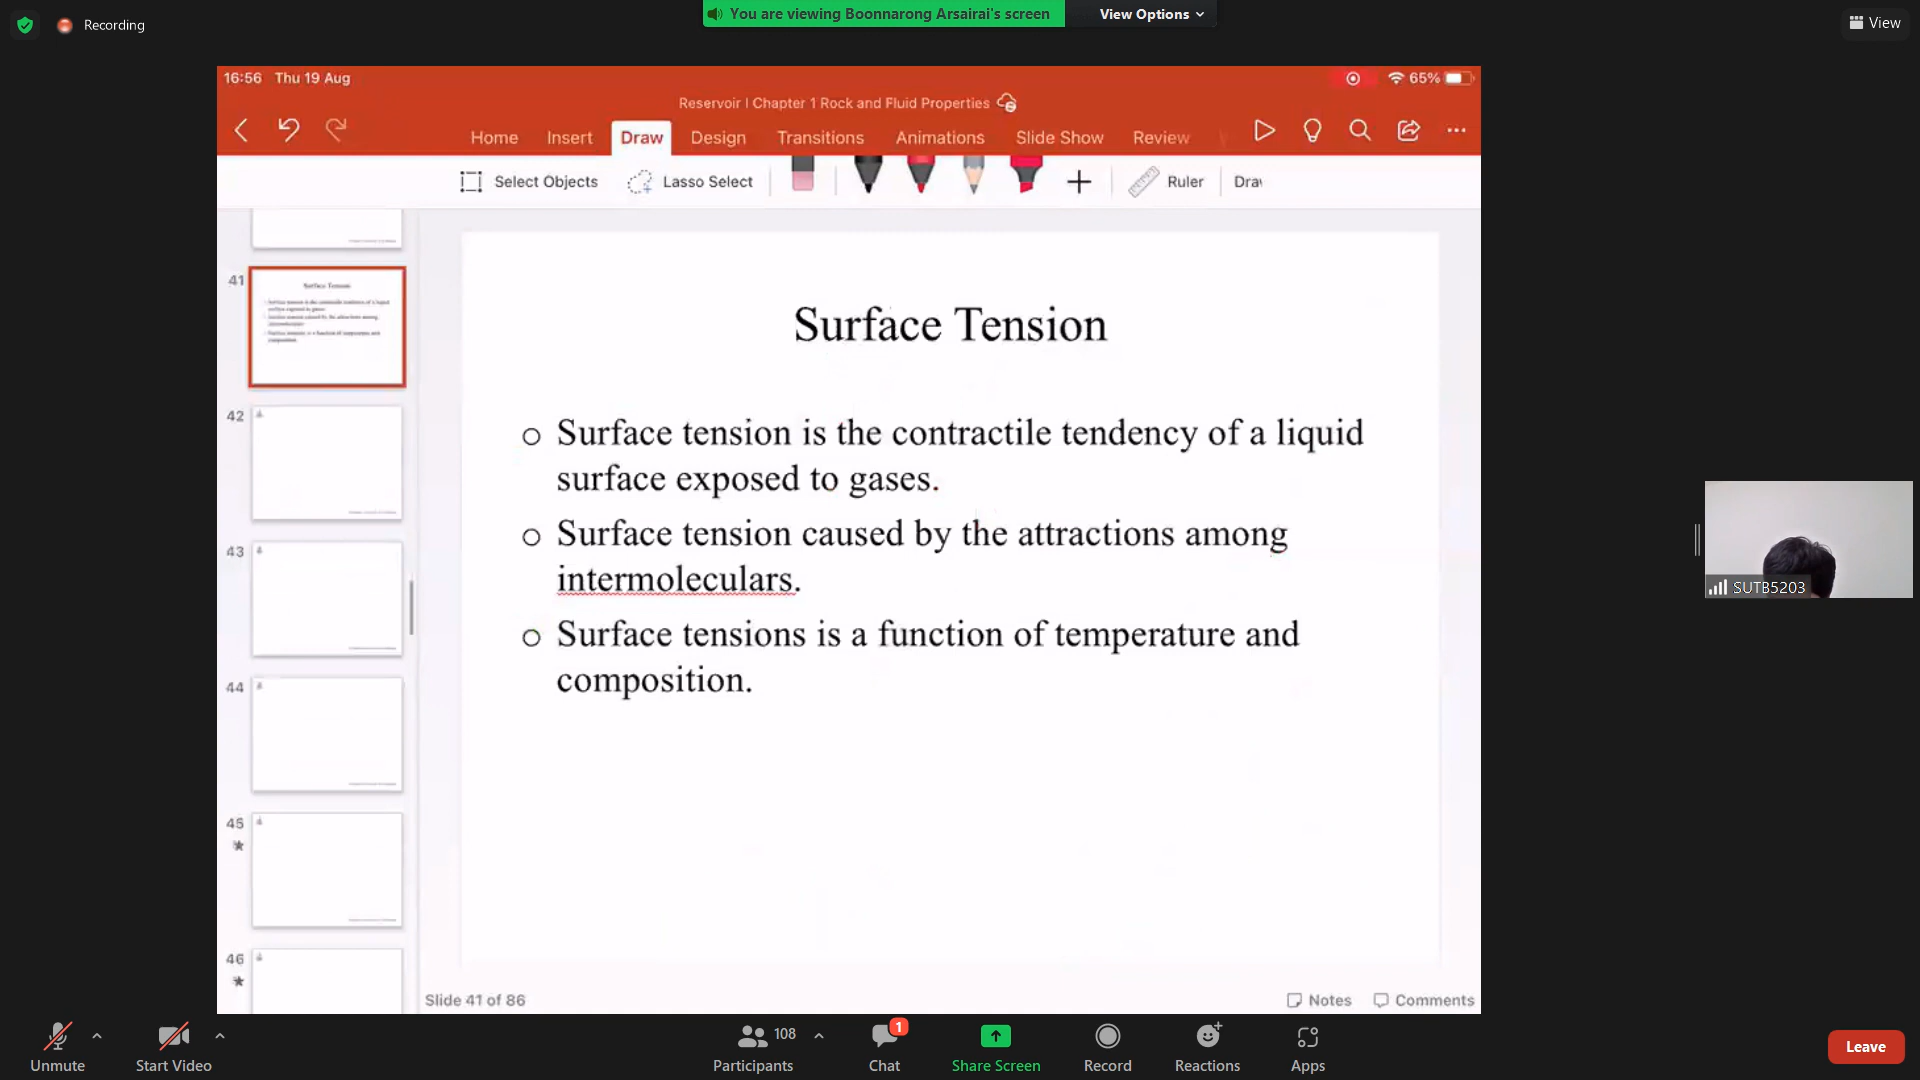 Recording
You are viewing Boonnarong Arsairai's screen
View Options
View
16:56 Thu 19 Aug
65%
Reservoir I Chapter 1 Rock and Fluid Properties
Home Insert Draw Design Transitions Animations Slide Show Review
Select Objects Lasso Select Ruler Drav
41
Surface Tension
42
43
44
45
46
Surface Tension
Surface tension is the contractile tendency of a liquid
surface exposed to gases.
Surface tension caused by the attractions among
intermoleculars.
Surface tensions is a function of temperature and
composition.
SUTB5203
Slide 41 of 86
Notes Comments
Unmute
Start Video
108
Participants
1
Chat
Share Screen
Record
Reactions
Apps
Leave